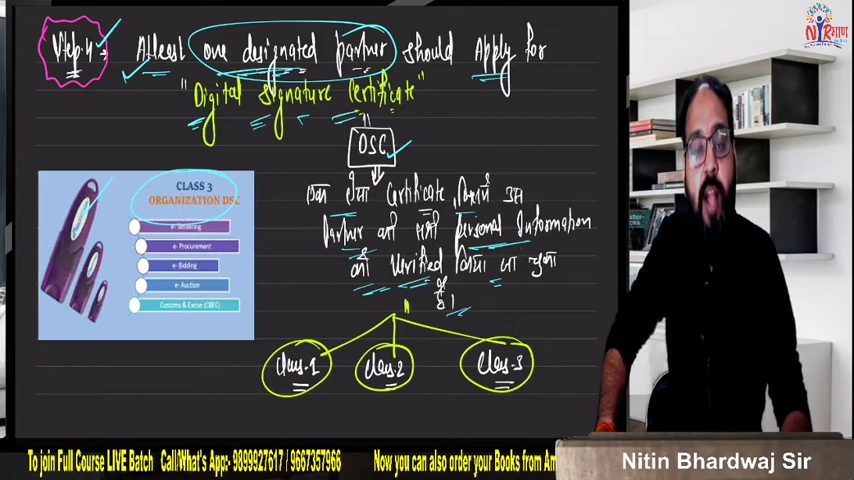 Step.4 → Atleast one designated partner should Apply for
"Digital signature Certificate"
DSC
एक ऐसा Certificate, जिसमें उस
Partner की सभी personal Information
को Verified किया जा चुका
है।
Class.1 Class.2 Class.3
CLASS 3
ORGANIZATION DSC
e- Tendering
e- Procurement
e- Bidding
e- Auction
Customs & Excise (CBEC)
To join Full Course LIVE Batch Call/What's App: 9899927617 / 9667357966 Now you can also order your Books from Am
Nitin Bhardwaj Sir